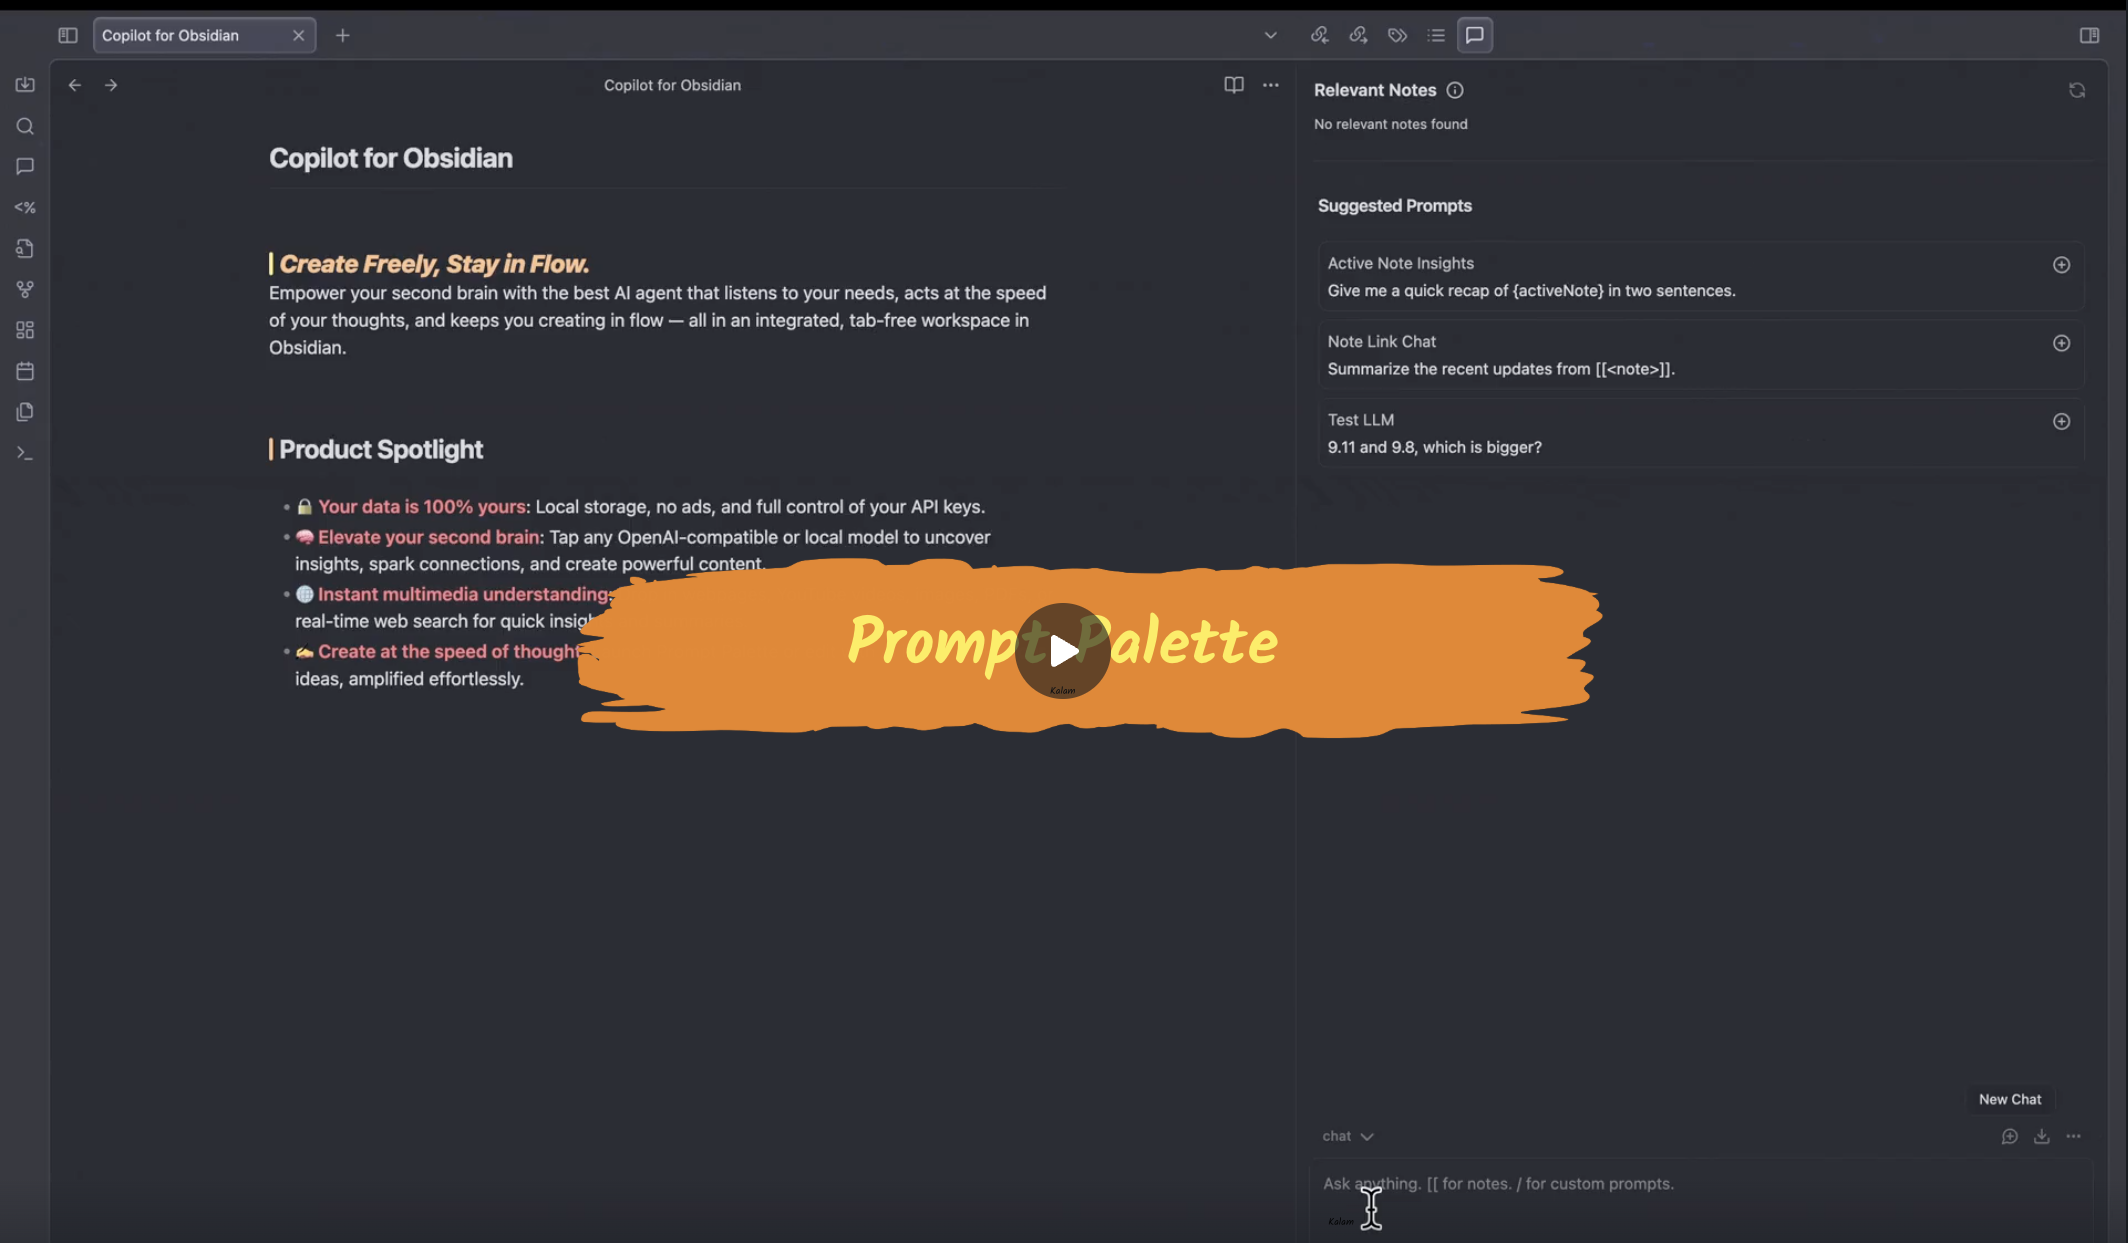 Copilot for Obsidian
Copilot for Obsidian
Copilot for Obsidian
Create Freely, Stay in Flow.
Empower your second brain with the best AI agent that listens to your needs, acts at the speed
of your thoughts, and keeps you creating in flow — all in an integrated, tab-free workspace in
Obsidian.
Product Spotlight
• 🔒 Your data is 100% yours: Local storage, no ads, and full control of your API keys.
• 🧠 Elevate your second brain: Tap any OpenAI-compatible or local model to uncover
insights, spark connections, and create powerful content.
• 🌐 Instant multimedia understanding:
real-time web search for quick
• ✍️ Create at the speed of thought
ideas, amplified effortlessly.
Prompt Palette
Kalam
Relevant Notes
No relevant notes found
Suggested Prompts
Active Note Insights
Give me a quick recap of {activeNote} in two sentences.
Note Link Chat
Summarize the recent updates from [[<note>]].
Test LLM
9.11 and 9.8, which is bigger?
New Chat
chat
Ask anything. [[ for notes. / for custom prompts.
Kalam